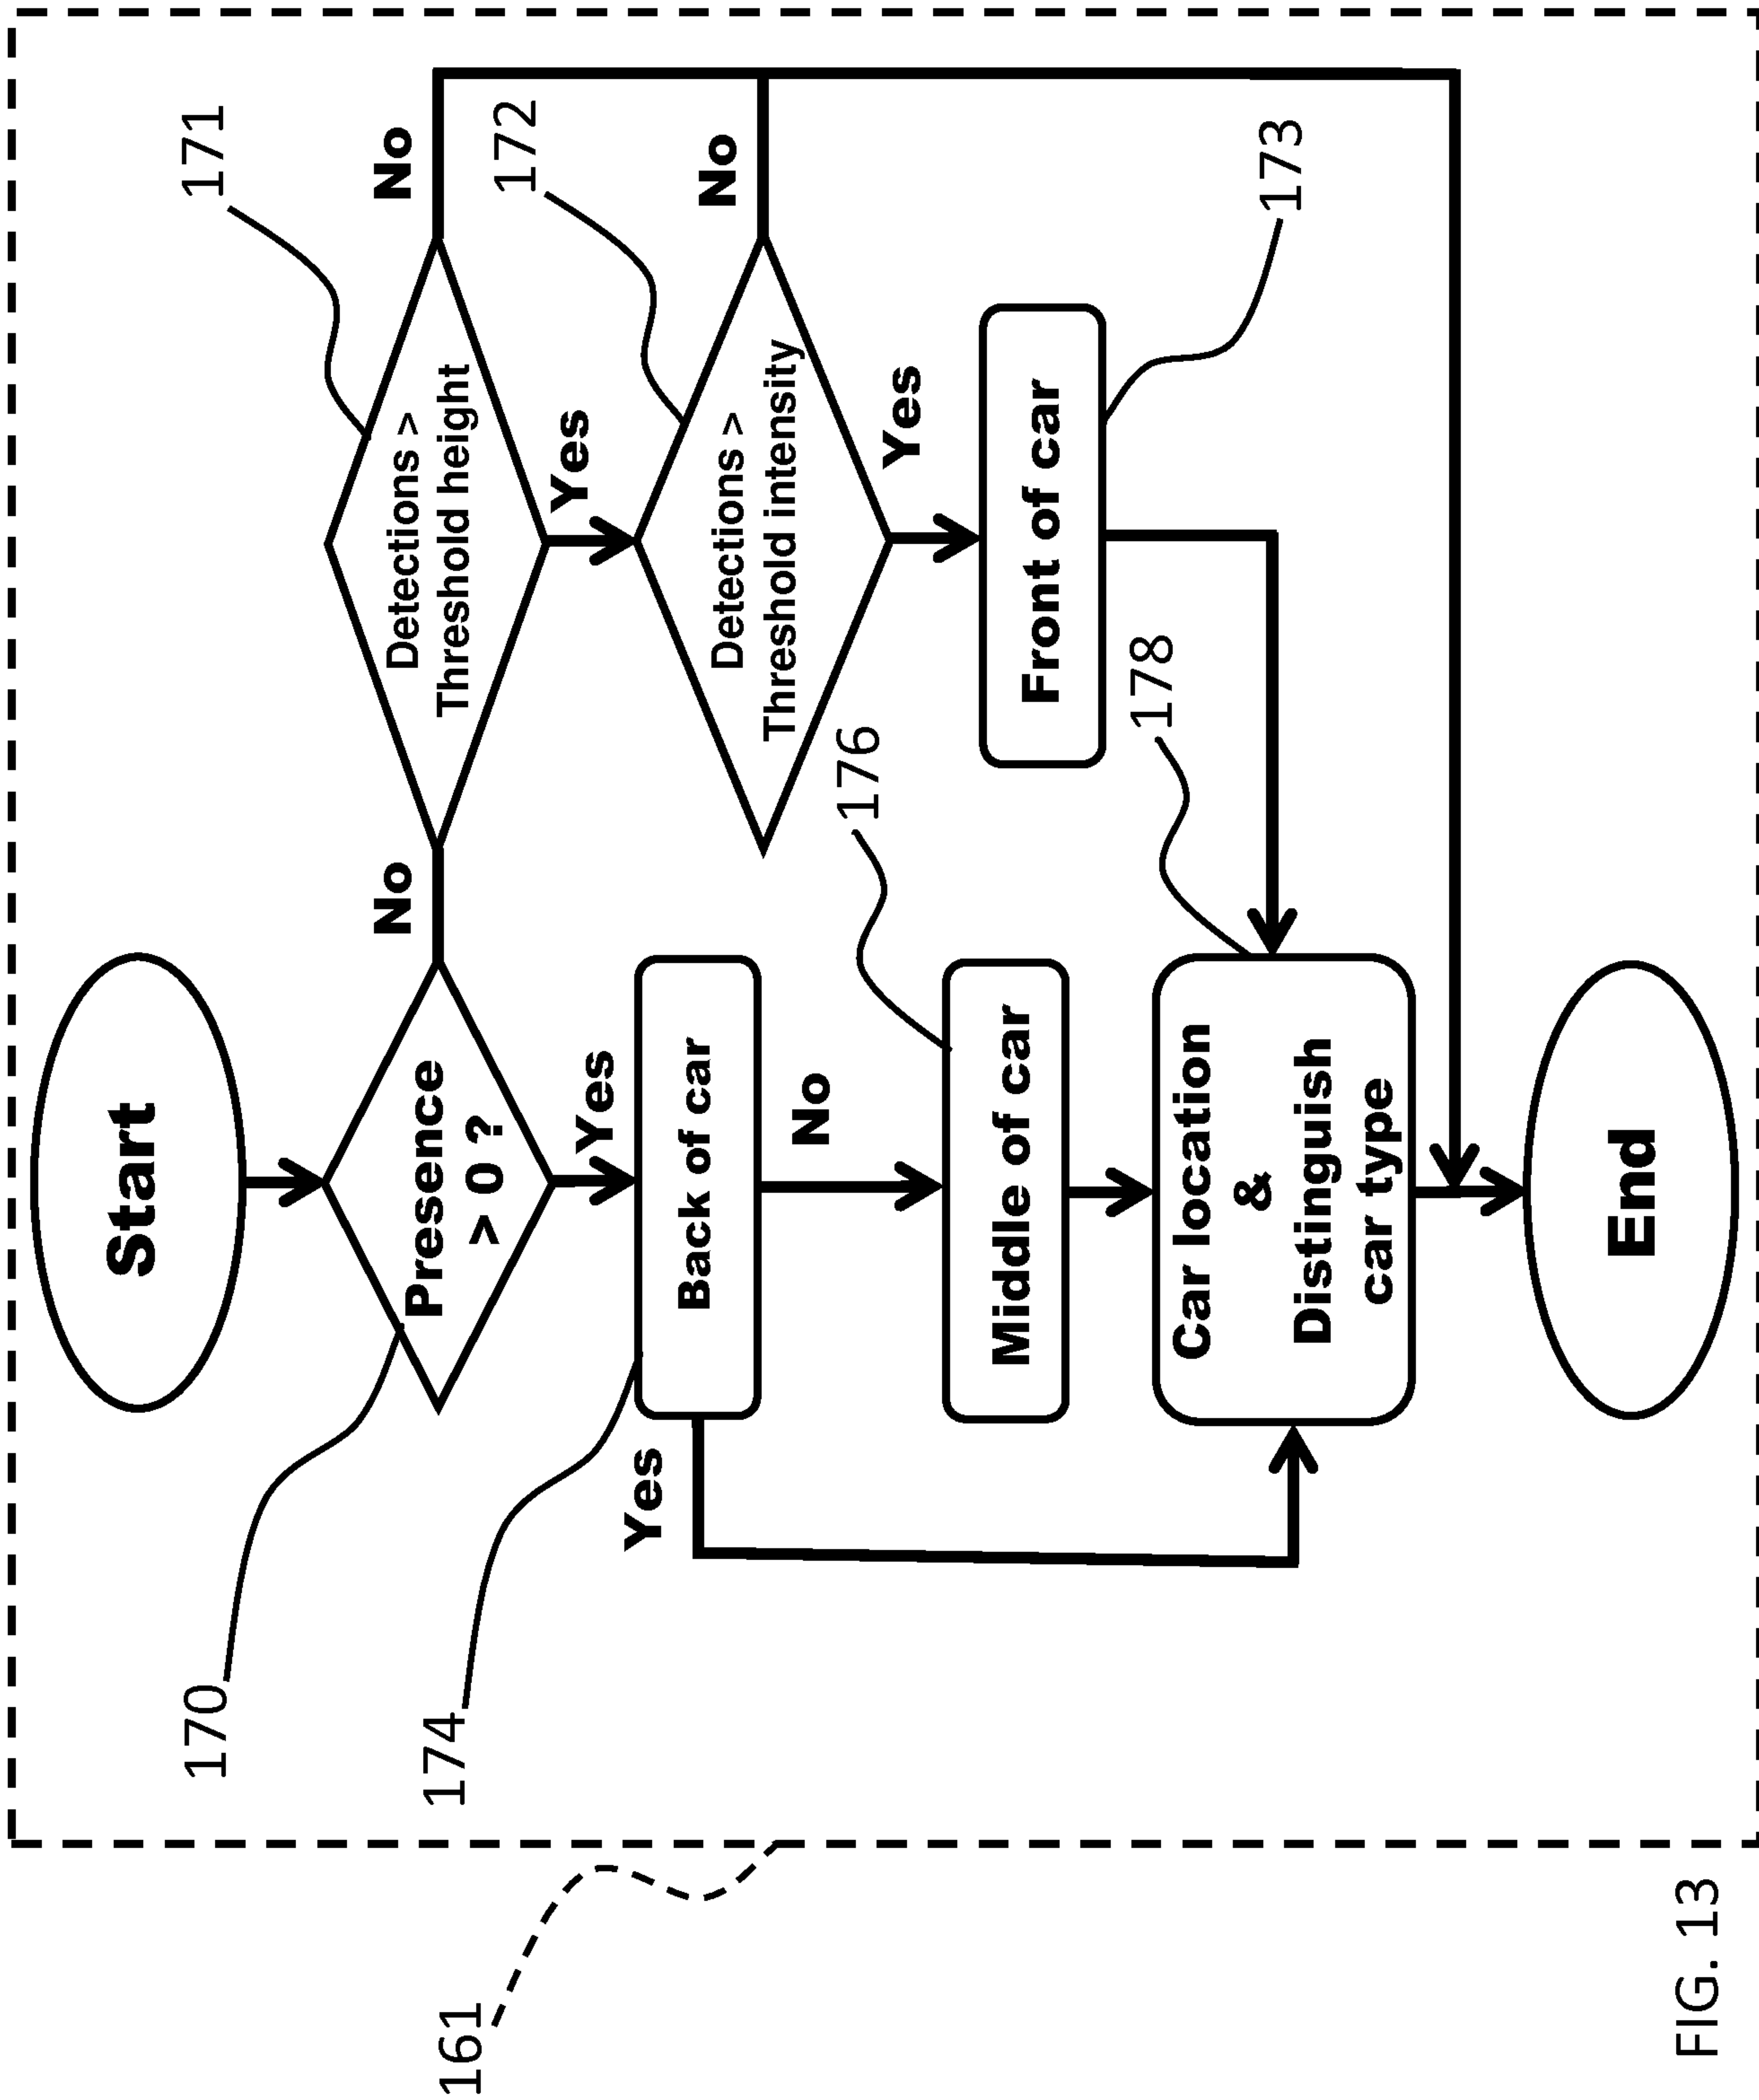 Start
170
Presence
> 0 ?
No
Detections >
Threshold height
171
No
Yes
Yes
174
Back of car
Yes
No
172
Detections >
Threshold intensity
No
Yes
176
Middle of car
Front of car
173
178
Car location
&
Distinguish
car type
End
161
FIG. 13